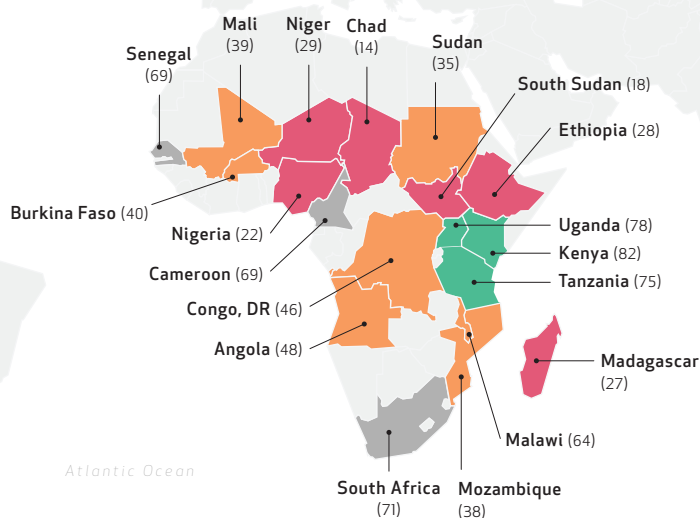 Mali
(39)
Niger
(29)
Chad
(14)
Sudan
(35)
Senegal
(69)
South Sudan (18)
Ethiopia (28)
Burkina Faso (40)
Nigeria (22)
Uganda (78)
Cameroon (69)
Kenya (82)
Tanzania (75)
Congo, DR (46)
Angola (48)
Madagascar
(27)
Malawi (64)
Atlantic Ocean
South Africa
(71)
Mozambique
(38)